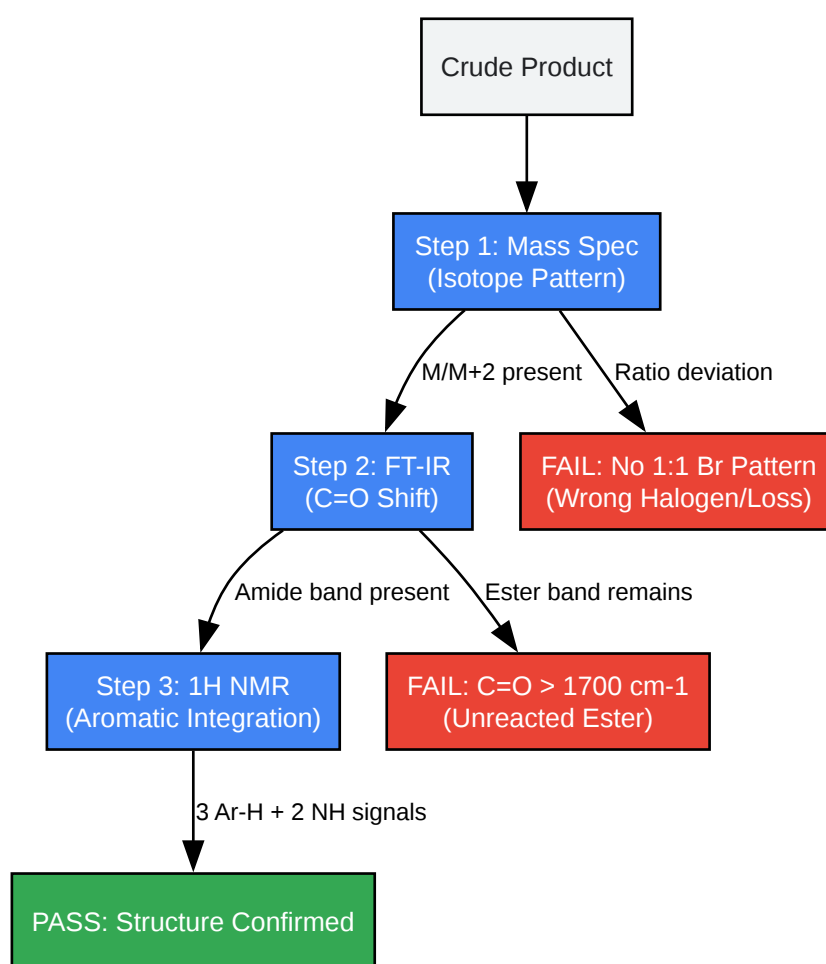 Crude Product
Step 1: Mass Spec
(Isotope Pattern)
M/M+2 present
Ratio deviation
Step 2: FT-IR
(C=O Shift)
FAIL: No 1:1 Br Pattern
(Wrong Halogen/Loss)
Amide band present
Ester band remains
Step 3: 1H NMR
(Aromatic Integration)
FAIL: C=O > 1700 cm-1
(Unreacted Ester)
3 Ar-H + 2 NH signals
PASS: Structure Confirmed